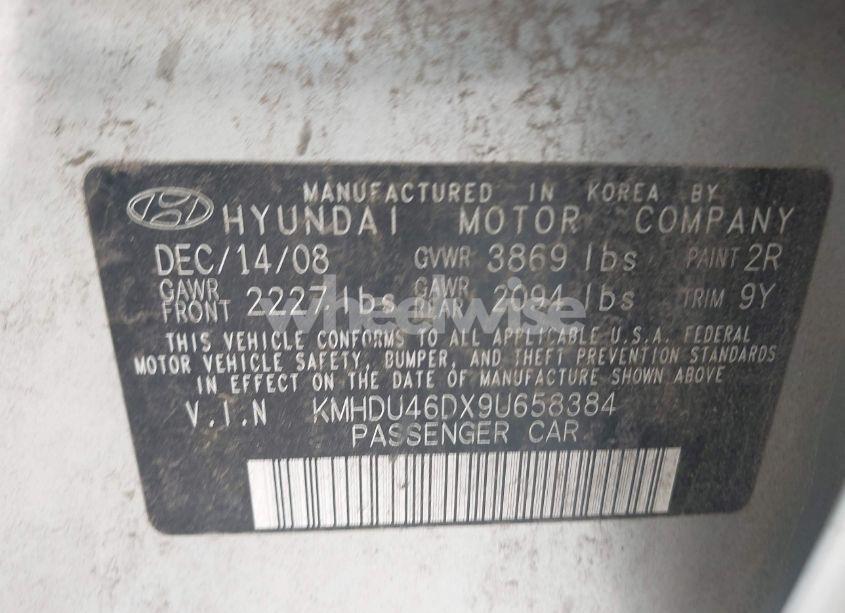 MANUFACTURED IN KOREA BY
HYUNDAI MOTOR COMPANY
DEC/14/08 GVWR 3869 lbs PAINT 2R
GAWR FRONT 2227 lbs GAWR REAR 2094 lbs TRIM 9Y
THIS VEHICLE CONFORMS TO ALL APPLICABLE U.S.A. FEDERAL
MOTOR VEHICLE SAFETY, BUMPER, AND THEFT PREVENTION STANDARDS
IN EFFECT ON THE DATE OF MANUFACTURE SHOWN ABOVE
V.I.N KMHDU46DX9U658384
PASSENGER CAR
wheelwise